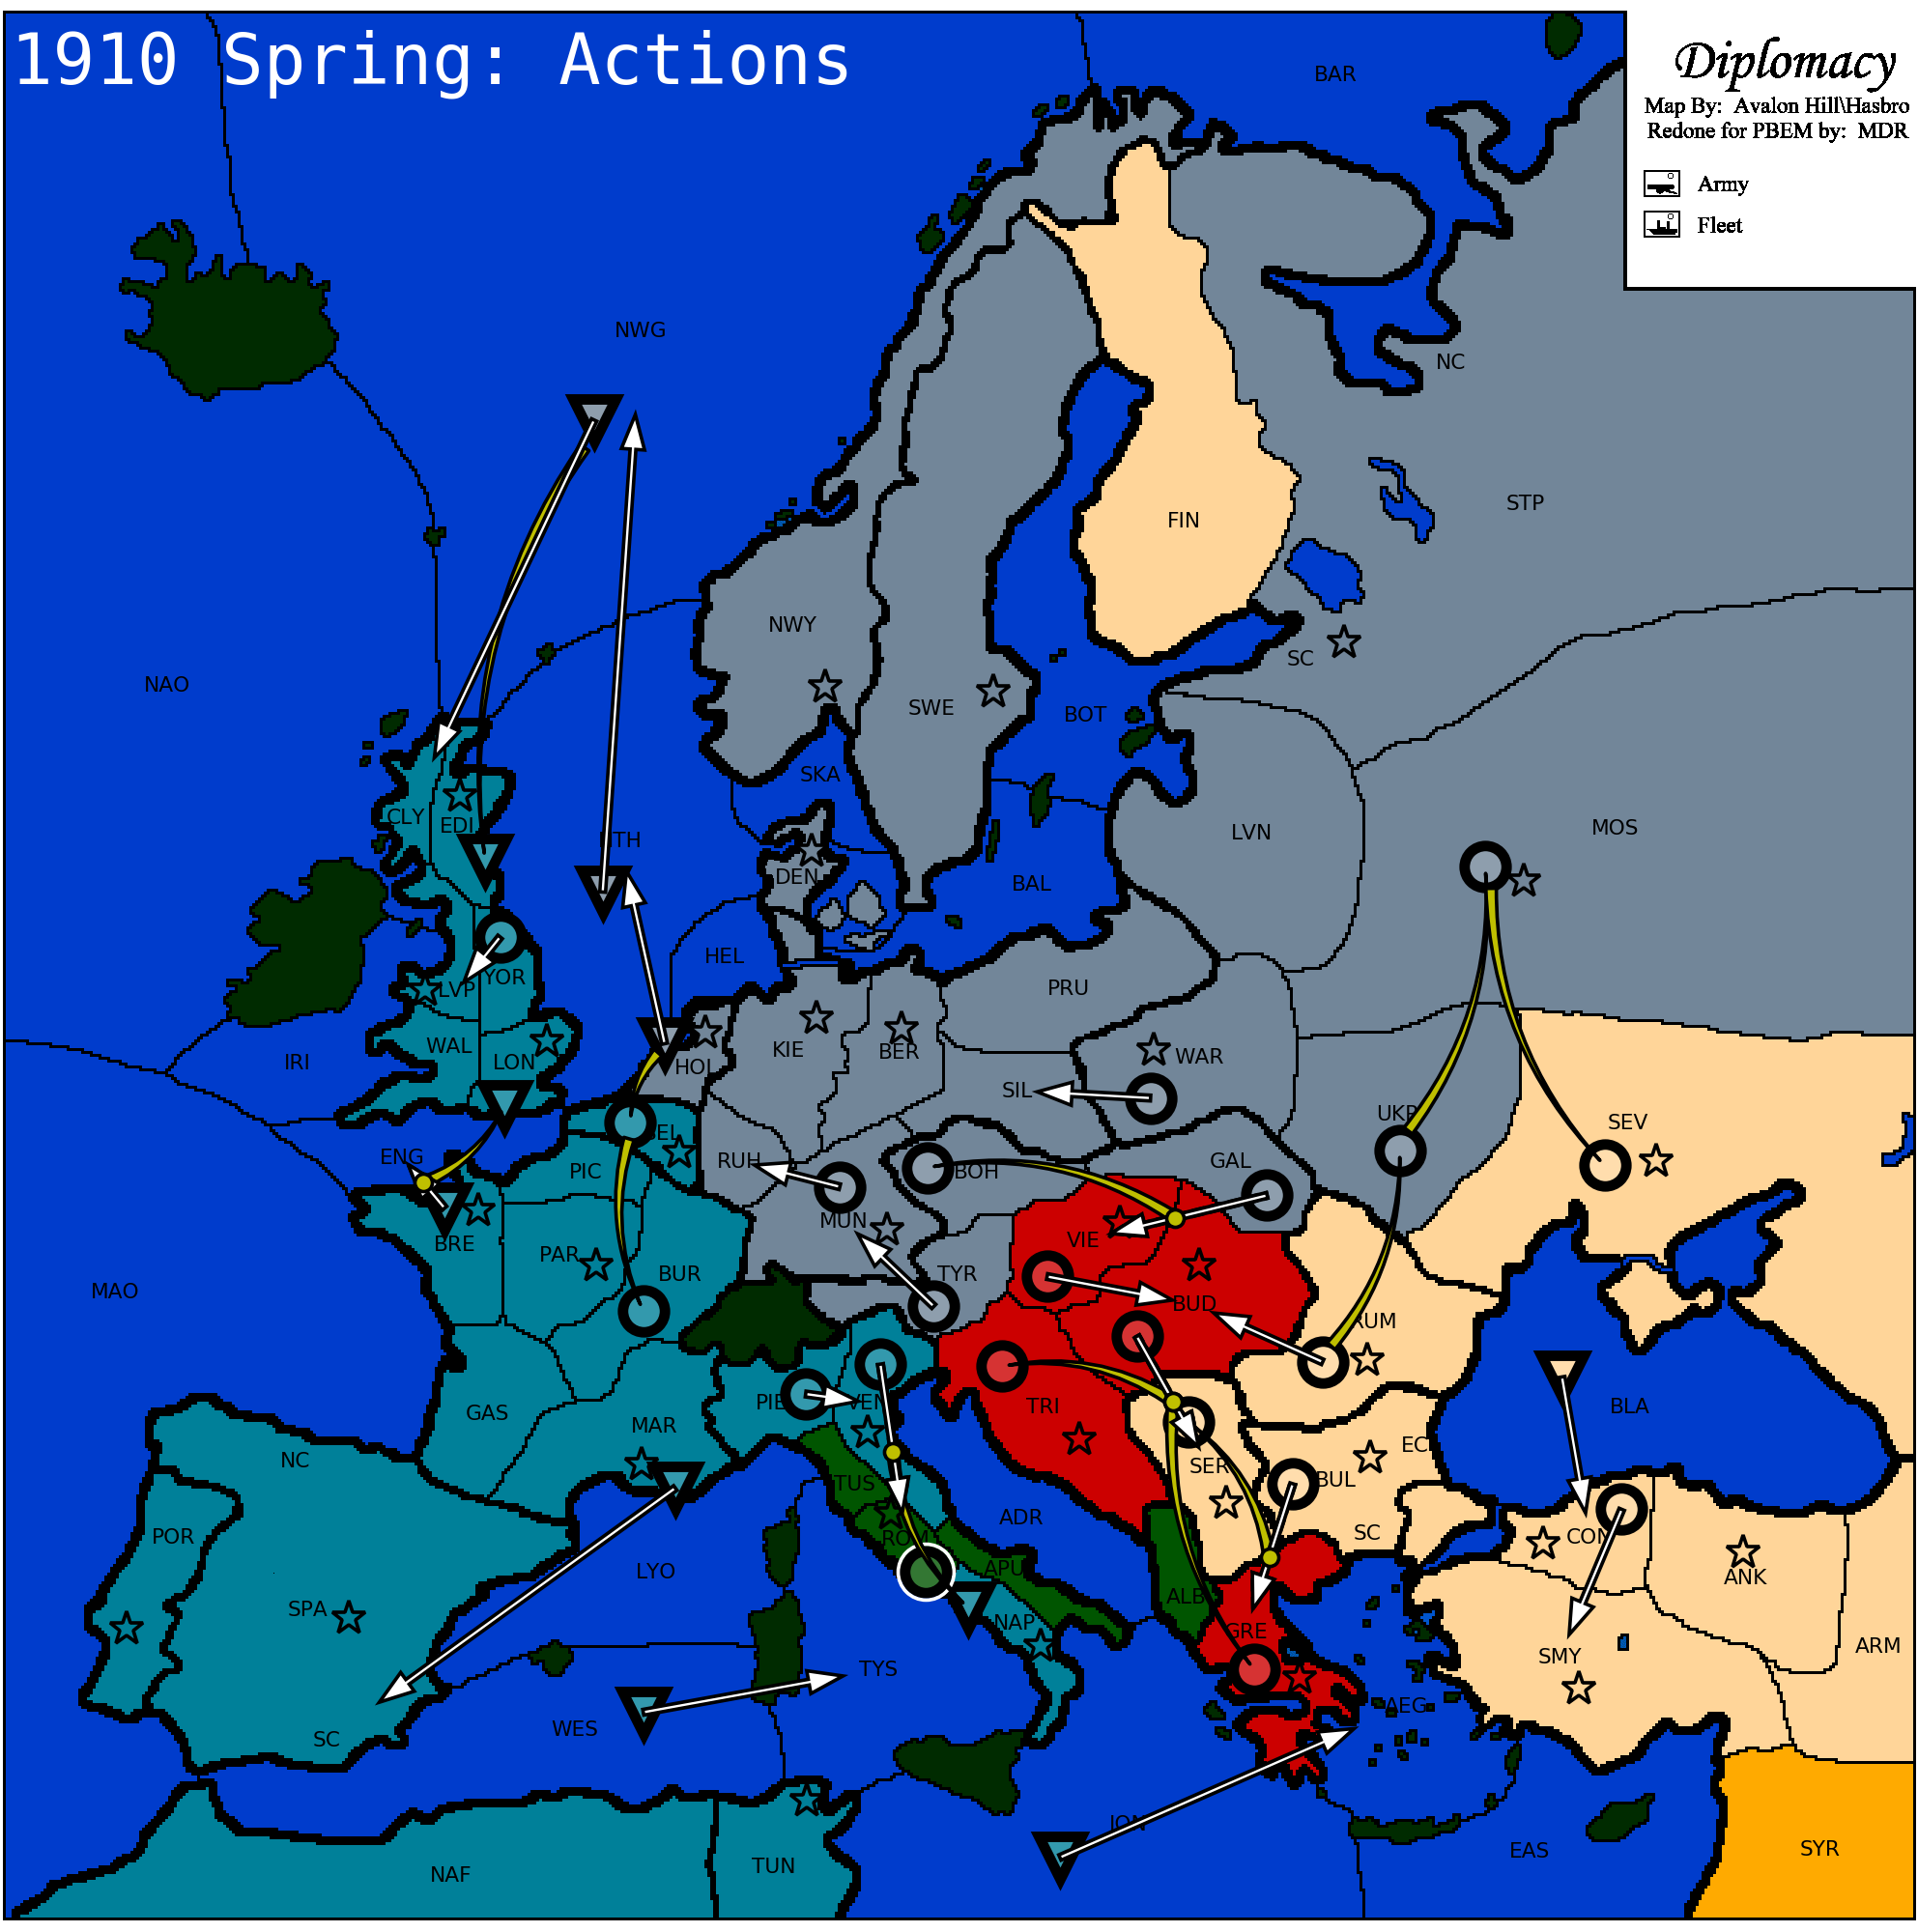 1910 Spring: Actions
Diplomacy
Map By: Avalon Hill\Hasbro
Redone for PBEM by: MDR
Army
Fleet
BAR
NWG
NC
STP
FIN
NWY
SC
NAO
SWE
BOT
SKA
CLY
EDI
LVN
MOS
DEN
BAL
HEL
YOR
LVP
PRU
WAL
LON
IRI
KIE
BER
WAR
HOL
SIL
UKR
SEV
ENG
PIC
RUH
BOH
GAL
MUN
BRE
VIE
PAR
BUR
TYR
MAO
BUD
RUM
PIE
VEN
TRI
BLA
GAS
MAR
NC
SER
EC
TUS
BUL
POR
ROM
ADR
SC
CON
LYO
APU
ANK
SPA
ALB
NAP
GRE
SMY
ARM
TYS
AEG
WES
SC
ION
EAS
SYR
NAF
TUN